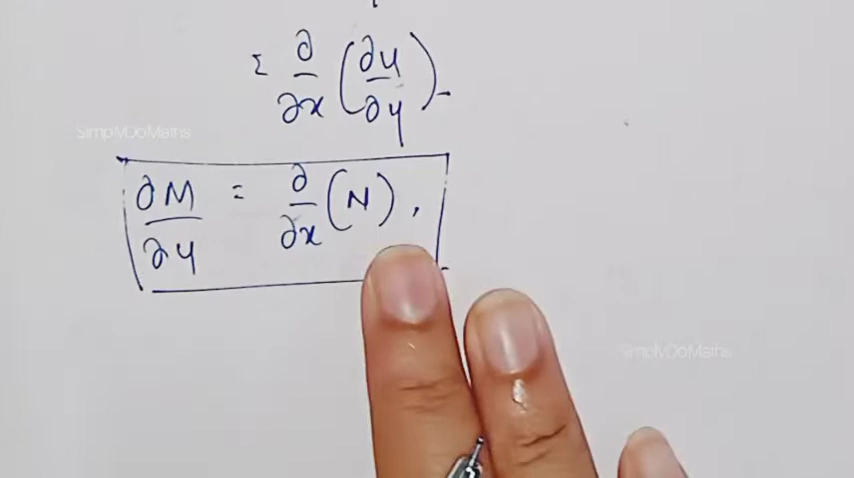 = ∂/∂x (∂u/∂y)
SimplyDoMaths
∂M/∂y = ∂/∂x (N).
SimplyDoMaths